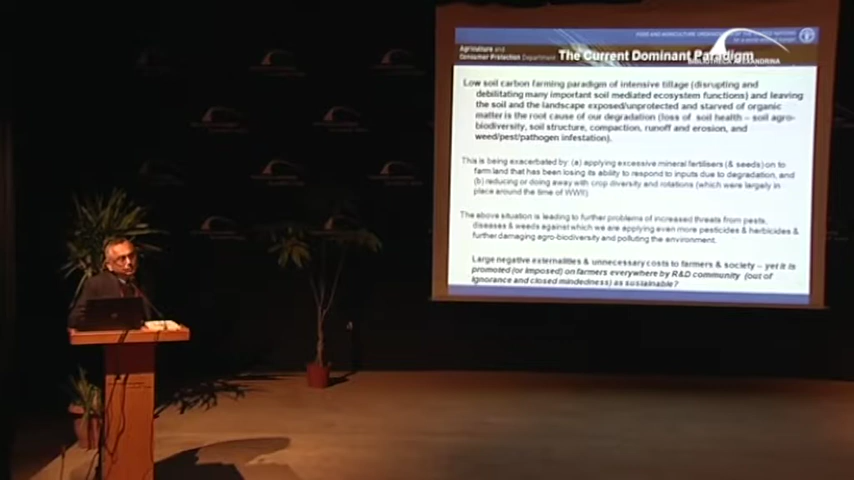 FOOD AND AGRICULTURE ORGANIZATION OF THE UNITED NATIONS
Agriculture and
Consumer Protection Department
The Current Dominant Paradigm
BIBLIOTHECA ALEXANDRINA
Low soil carbon farming paradigm of intensive tillage (disrupting and
debilitating many important soil mediated ecosystem functions) and leaving
the soil and the landscape exposed/unprotected and starved of organic
matter is the root cause of our degradation (loss of soil health – soil agro-
biodiversity, soil structure, compaction, runoff and erosion, and
weed/pest/pathogen infestation).
This is being exacerbated by: (a) applying excessive mineral fertilisers (& seeds) on to
farm land that has been losing its ability to respond to inputs due to degradation, and
(b) reducing or doing away with crop diversity and rotations (which were largely in
place around the time of WWII)
The above situation is leading to further problems of increased threats from pests,
diseases & weeds against which we are applying even more pesticides & herbicides &
further damaging agro-biodiversity and polluting the environment.
Large negative externalities & unnecessary costs to farmers & society – yet it is
promoted (or imposed) on farmers everywhere by R&D community (out of
ignorance and closed mindedness) as sustainable?